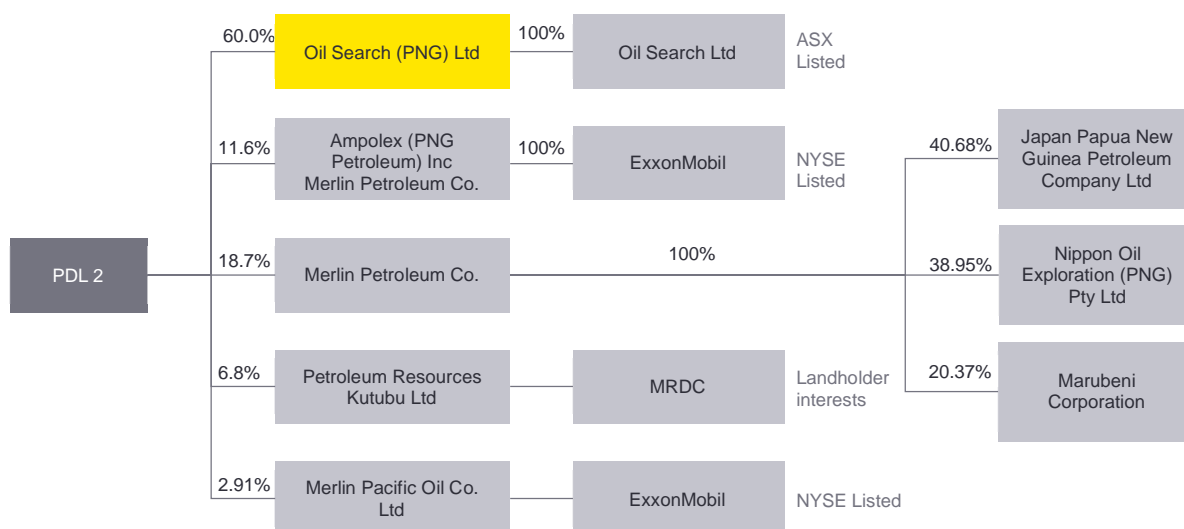 60.0%
Oil Search (PNG) Ltd
100%
Oil Search Ltd
ASX
Listed
11.6%
Ampolex (PNG
Petroleum) Inc
Merlin Petroleum Co.
100%
ExxonMobil
NYSE
Listed
40.68%
Japan Papua New
Guinea Petroleum
Company Ltd
PDL 2
18.7%
Merlin Petroleum Co.
100%
38.95%
Nippon Oil
Exploration (PNG)
Pty Ltd
6.8%
Petroleum Resources
Kutubu Ltd
MRDC
Landholder
interests
20.37%
Marubeni
Corporation
2.91%
Merlin Pacific Oil Co.
Ltd
ExxonMobil
NYSE Listed